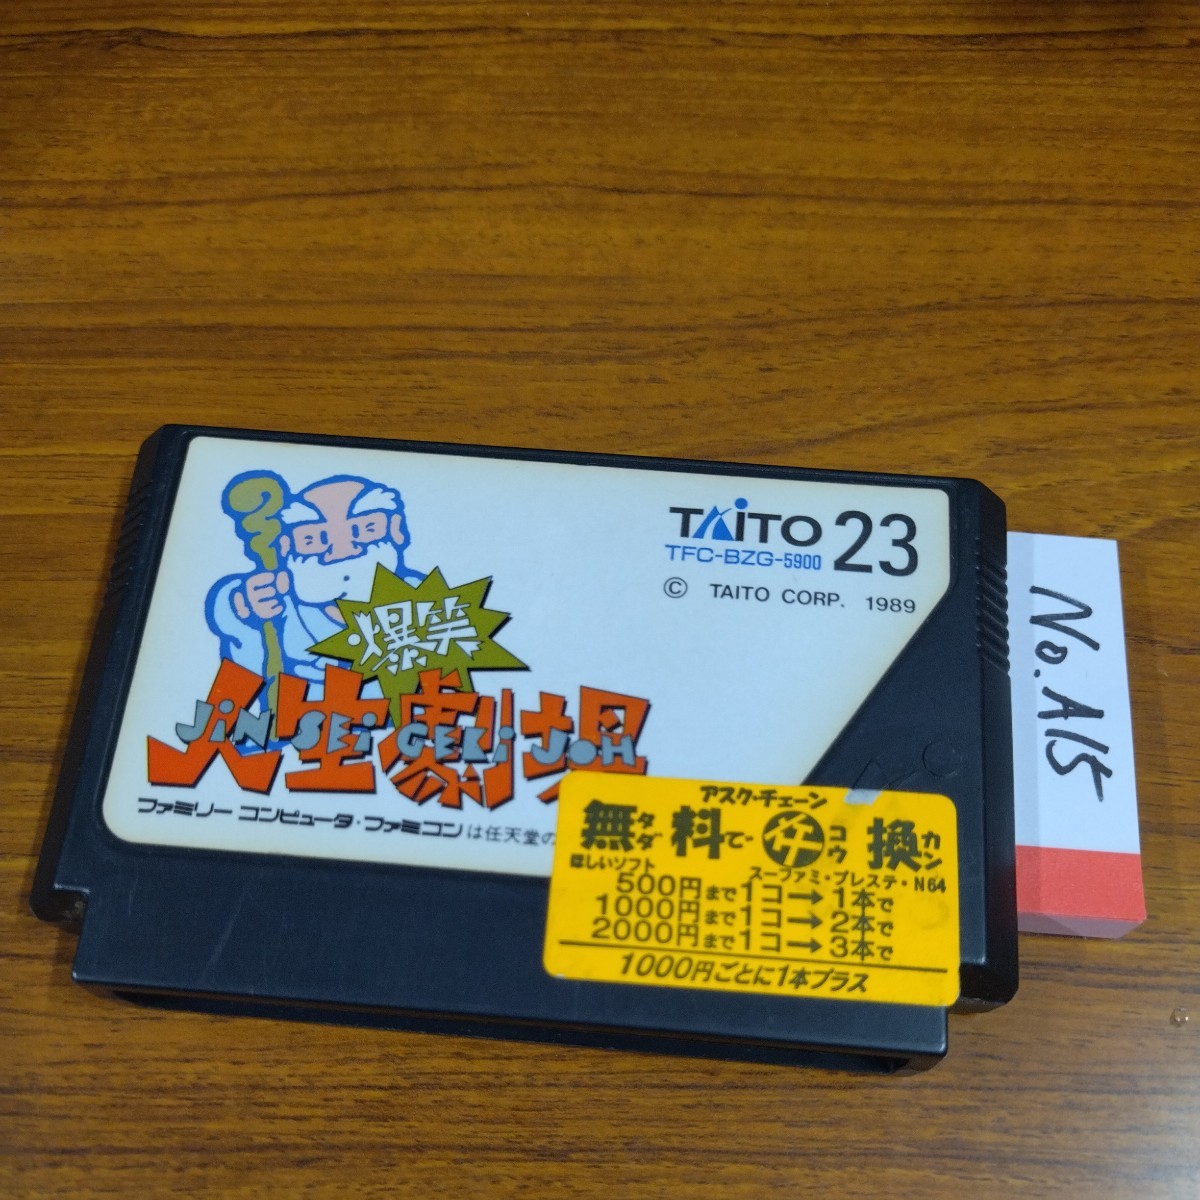 TAITO 23
TFC-BZG-5900
© TAITO CORP. 1989
爆笑
人生劇場
JINSEI GEKIJOH
ファミリー コンピュータ・ファミコンは任天堂の
アスク・チェーン
無料で交換
タダ コウカン
ほしいソフト スーファミ・プレステ・N64
500円まで1コ→1本で
1000円まで1コ→2本で
2000円まで1コ→3本で
1000円ごとに1本プラス
No.A15